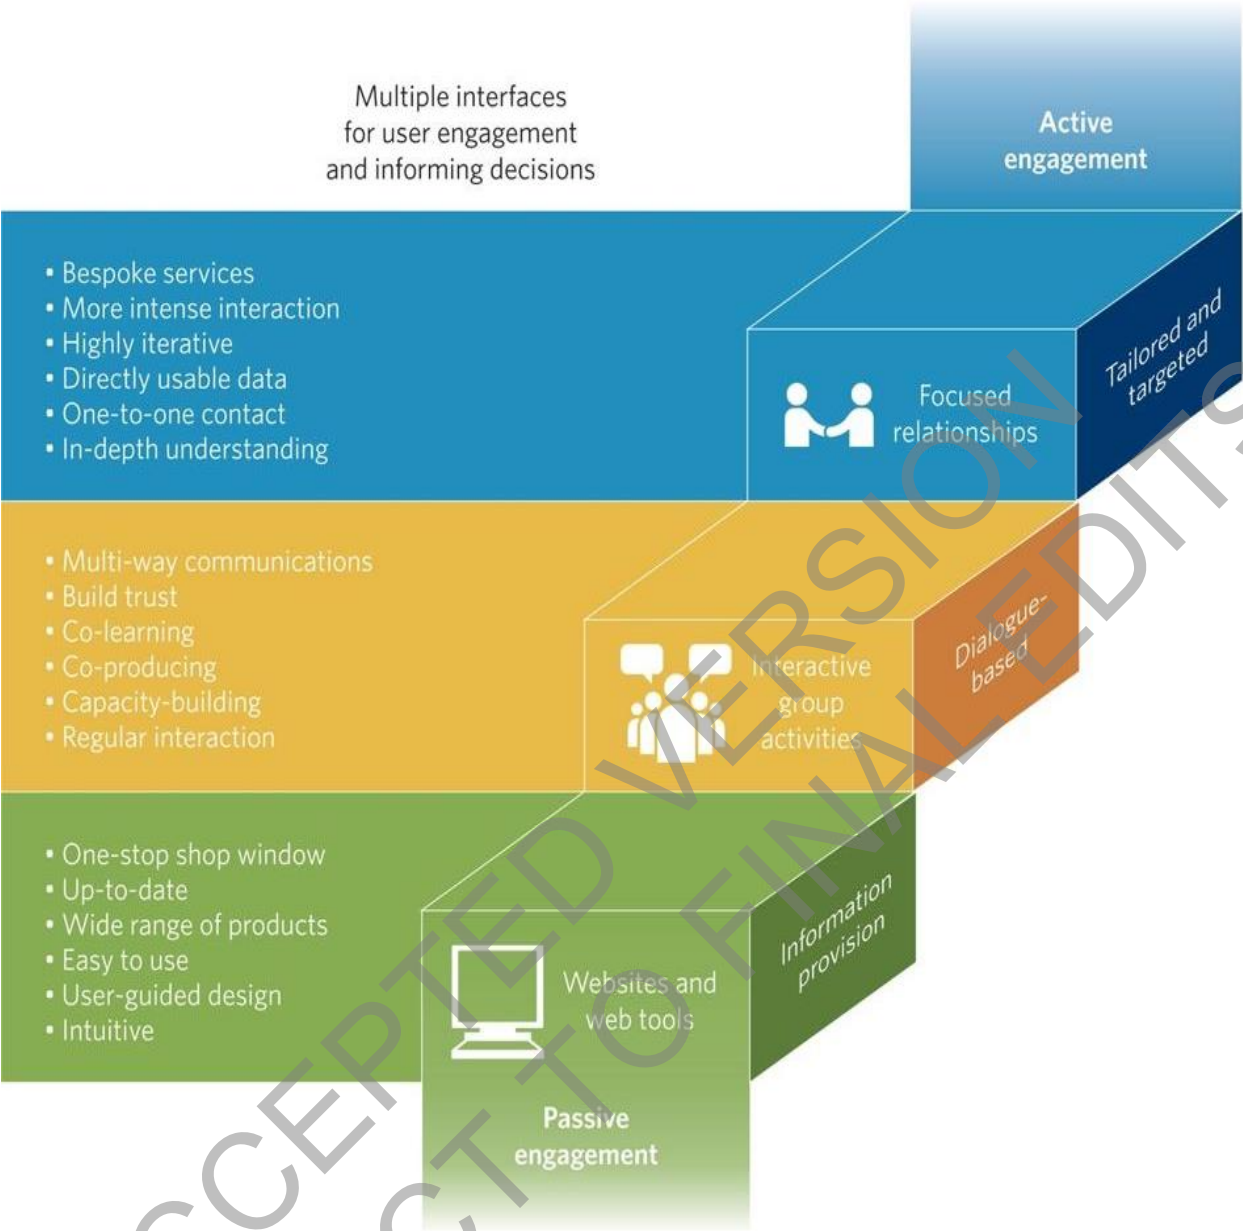 Multiple interfaces
for user engagement
and informing decisions
Active
engagement
• Bespoke services
• More intense interaction
• Highly iterative
• Directly usable data
• One-to-one contact
• In-depth understanding
Focused
relationships
Tailored and
targeted
• Multi-way communications
• Build trust
• Co-learning
• Co-producing
• Capacity-building
• Regular interaction
Interactive
group
activities
Dialogue-
based
• One-stop shop window
• Up-to-date
• Wide range of products
• Easy to use
• User-guided design
• Intuitive
Websites and
web tools
Information
provision
Passive
engagement
CCEPTED VERSION
CT TO FINAL EDITS